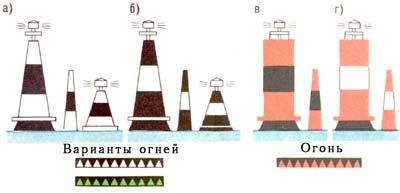 а) б) в г)
Варианты огней Огонь